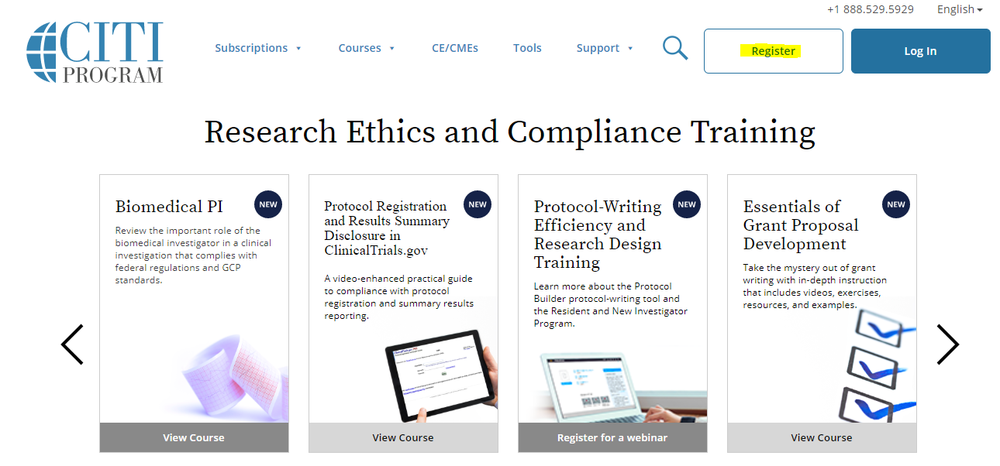 +1 888.529.5929 English
CITI
PROGRAM
Subscriptions Courses CE/CMEs Tools Support Register Log In
Research Ethics and Compliance Training
Biomedical PI
NEW
Review the important role of the
biomedical investigator in a clinical
investigation that complies with
federal regulations and GCP
standards.
View Course
Protocol Registration
and Results Summary
Disclosure in
ClinicalTrials.gov
NEW
A video-enhanced practical guide
to compliance with protocol
registration and summary results
reporting.
View Course
Protocol-Writing
Efficiency and
Research Design
Training
NEW
Learn more about the Protocol
Builder protocol-writing tool and
the Resident and New Investigator
Program.
Register for a webinar
Essentials of
Grant Proposal
Development
NEW
Take the mystery out of grant
writing with in-depth instruction
that includes videos, exercises,
resources, and examples.
View Course